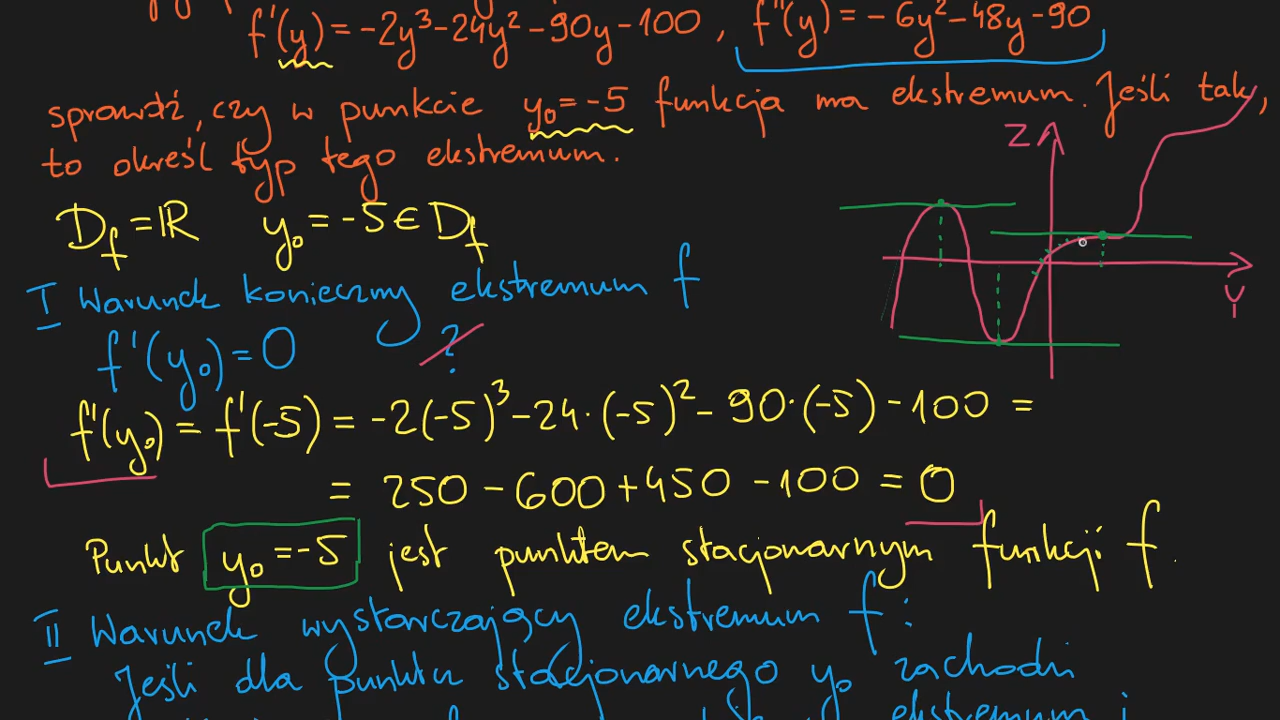 f'(y) = -2y³-24y²-90y-100, f''(y) = -6y²-48y-90
sprawdź, czy w punkcie y₀ = -5 funkcja ma ekstremum. Jeśli tak,
to określ typ tego ekstremum.
Z
D_f = ℝ y₀ = -5 ∈ D_f
I Warunek konieczny ekstremum f
Y
f'(y₀) = 0 ?
f'(y₀) = f'(-5) = -2(-5)³-24·(-5)²-90·(-5)-100 =
= 250-600+450-100 = 0
Punkt y₀ = -5 jest punktem stacjonarnym funkcji f.
II Warunek wystarczający ekstremum f:
Jeśli dla punktu stacjonarnego y₀ zachodzi
ekstremum i